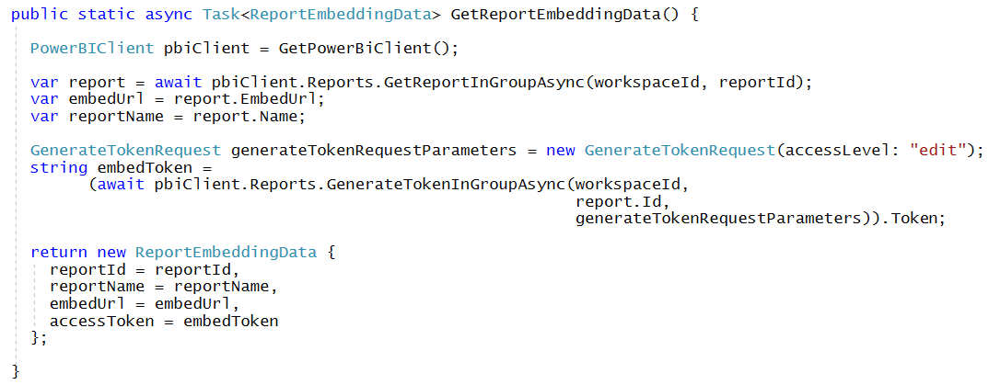 public static async Task<ReportEmbeddingData> GetReportEmbeddingData() {
PowerBIClient pbiClient = GetPowerBiClient();
var report = await pbiClient.Reports.GetReportInGroupAsync(workspaceId, reportId);
var embedUrl = report.EmbedUrl;
var reportName = report.Name;
GenerateTokenRequest generateTokenRequestParameters = new GenerateTokenRequest(accessLevel: "edit");
string embedToken =
(await pbiClient.Reports.GenerateTokenInGroupAsync(workspaceId,
report.Id,
generateTokenRequestParameters)).Token;
return new ReportEmbeddingData {
reportId = reportId,
reportName = reportName,
embedUrl = embedUrl,
accessToken = embedToken
};
}